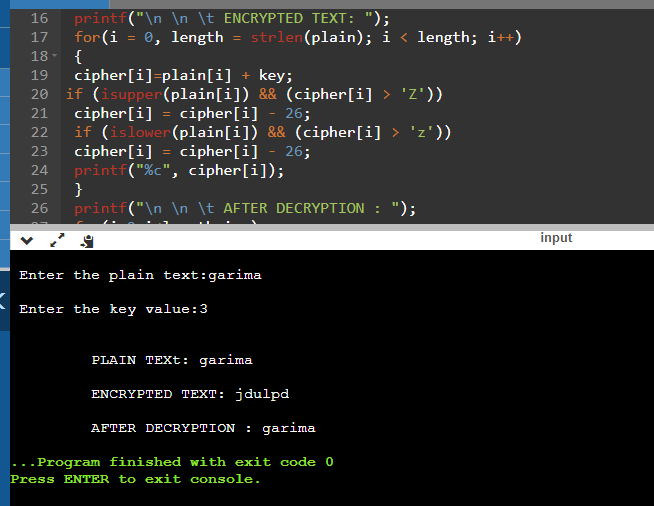 16 printf("\n \n \t ENCRYPTED TEXT: ");
17 for(i = 0, length = strlen(plain); i < length; i++)
18 {
19 cipher[i]=plain[i] + key;
20 if (isupper(plain[i]) && (cipher[i] > 'Z'))
21 cipher[i] = cipher[i] - 26;
22 if (islower(plain[i]) && (cipher[i] > 'z'))
23 cipher[i] = cipher[i] - 26;
24 printf("%c", cipher[i]);
25 }
26 printf("\n \n \t AFTER DECRYPTION : ");
input
Enter the plain text:garima
Enter the key value:3
PLAIN TEXt: garima
ENCRYPTED TEXT: jdulpd
AFTER DECRYPTION : garima
...Program finished with exit code 0
Press ENTER to exit console.